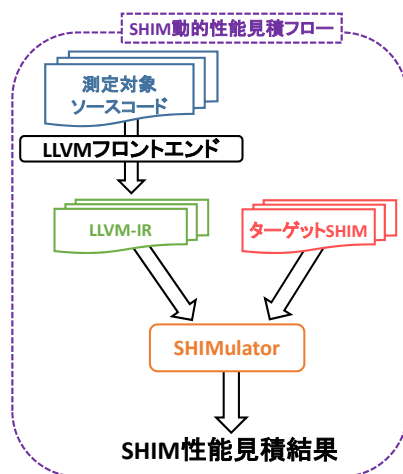 SHIM動的性能見積フロー
測定対象
ソースコード
LLVMフロントエンド
LLVM-IR
ターゲットSHIM
SHIMulator
SHIM性能見積結果